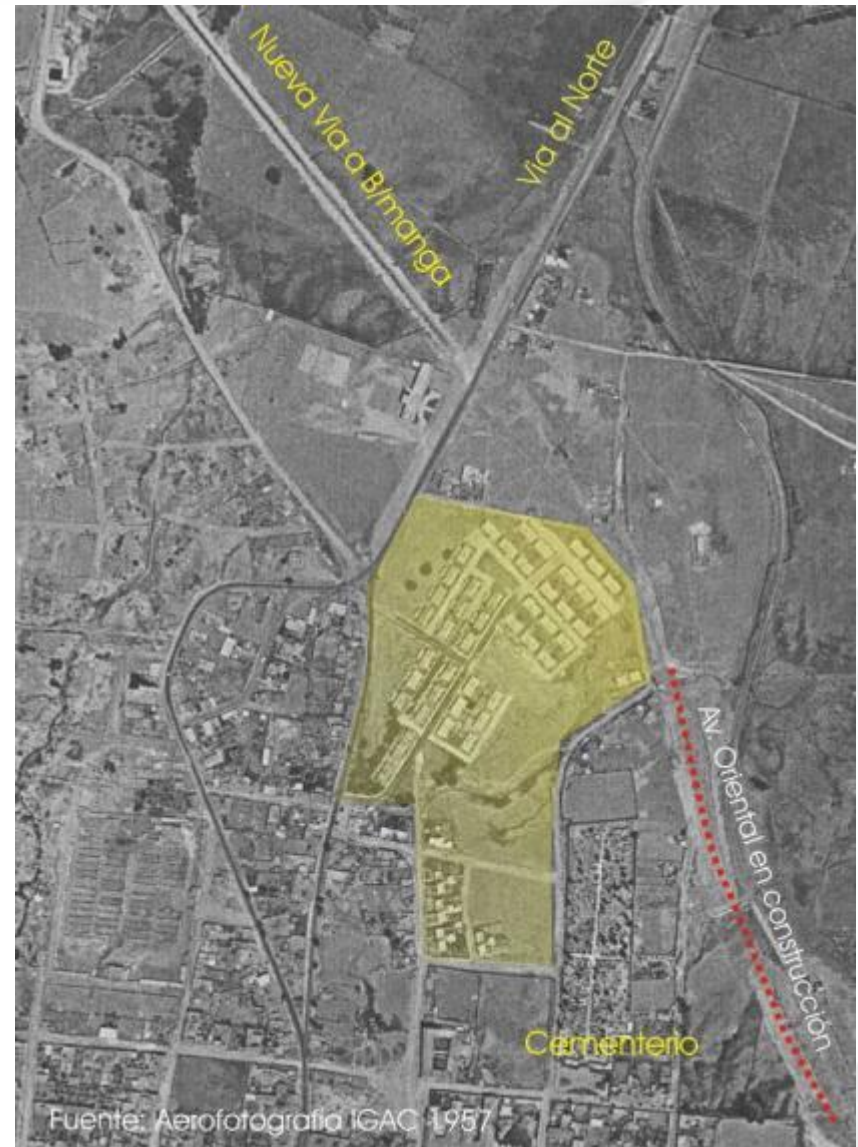 Nueva Vía a B/manga
Vía al Norte
Av. Oriental en construcción
Cementerio
Fuente: Aerofotografía IGAC 1957